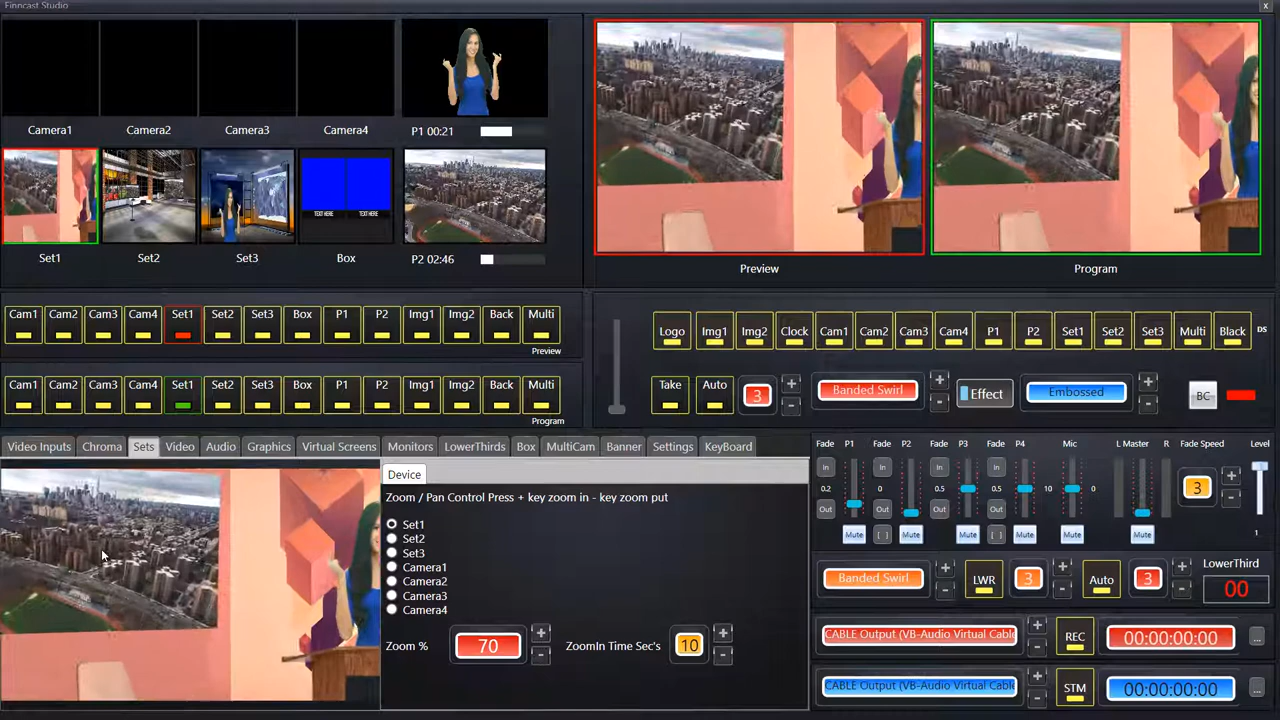 Finncast Studio
x
Camera1 Camera2 Camera3 Camera4 P1 00:21
TEXT HERE TEXT HERE
Set1 Set2 Set3 Box P2 02:46
Preview Program
Cam1 Cam2 Cam3 Cam4 Set1 Set2 Set3 Box P1 P2 Img1 Img2 Back Multi
Preview
Cam1 Cam2 Cam3 Cam4 Set1 Set2 Set3 Box P1 P2 Img1 Img2 Back Multi
Program
Logo Img1 Img2 Clock Cam1 Cam2 Cam3 Cam4 P1 P2 Set1 Set2 Set3 Multi Black DS
Take Auto 3 + - Banded Swirl + - Effect Embossed + - BC
Video Inputs Chroma Sets Video Audio Graphics Virtual Screens Monitors LowerThirds Box MultiCam Banner Settings KeyBoard
Device
Zoom / Pan Control Press + key zoom in - key zoom put
Set1
Set2
Set3
Camera1
Camera2
Camera3
Camera4
Zoom % 70 + - ZoomIn Time Sec's 10 + -
Fade P1 Fade P2 Fade P3 Fade P4 Mic L Master R Fade Speed Level
In In In In
0.2 0 0.5 0.5 10 0 3 + -
Out Out Out Out
Mute [ ] Mute Mute [ ] Mute Mute Mute 1
Banded Swirl + - LWR 3 + - Auto 3 + - LowerThird
00
CABLE Output (VB-Audio Virtual Cable + - REC 00:00:00:00 ...
CABLE Output (VB-Audio Virtual Cable + - STM 00:00:00:00 ...